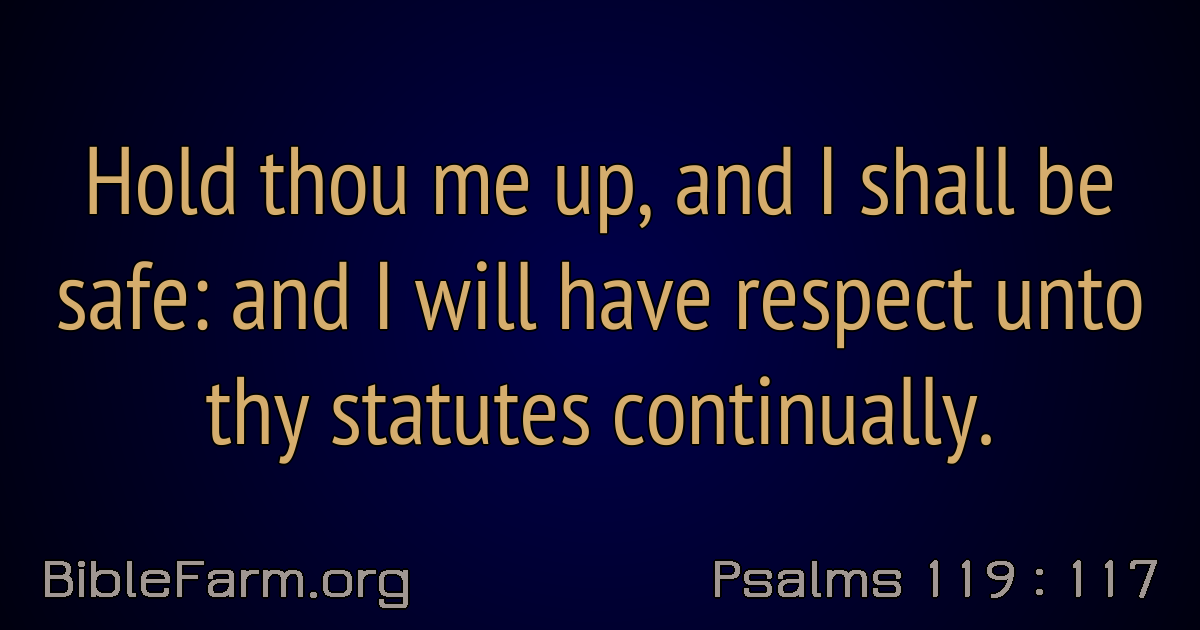 Hold thou me up, and I shall be
safe: and I will have respect unto
thy statutes continually.
BibleFarm.org
Psalms 119 : 117